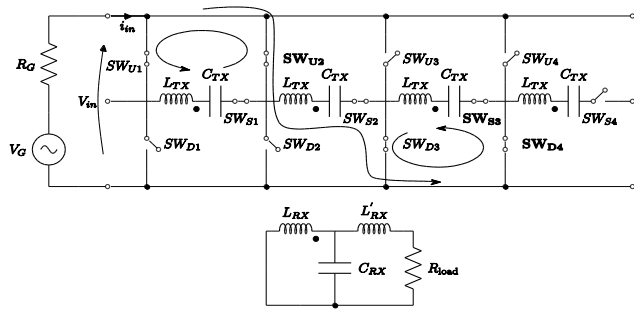 i_in
R_G
SW_U1
SW_U2
SW_U3
SW_U4
L_TX
C_TX
L_TX
C_TX
L_TX
C_TX
L_TX
C_TX
V_in
SW_S1
SW_S2
SW_S3
SW_S4
V_G
SW_D1
SW_D2
SW_D3
SW_D4
L_RX
L'_RX
C_RX
R_load